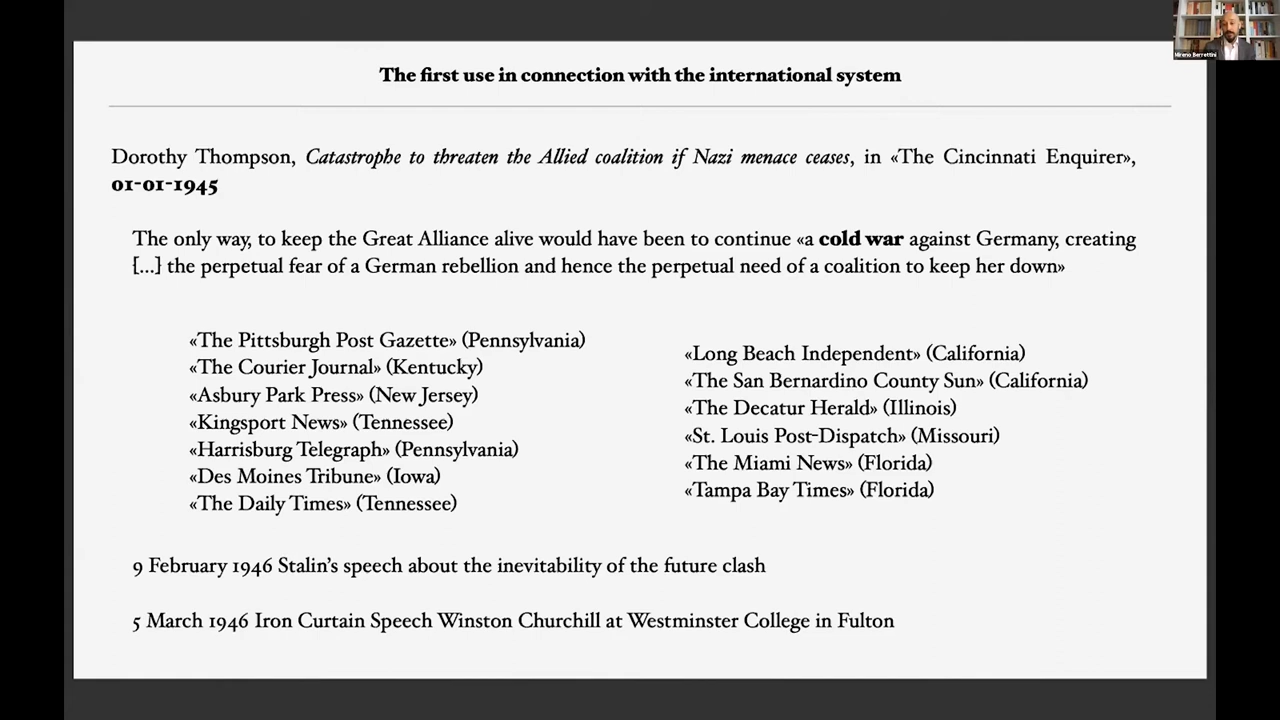 The first use in connection with the international system
Dorothy Thompson, Catastrophe to threaten the Allied coalition if Nazi menace ceases, in «The Cincinnati Enquirer»,
01-01-1945
The only way, to keep the Great Alliance alive would have been to continue «a cold war against Germany, creating
[...] the perpetual fear of a German rebellion and hence the perpetual need of a coalition to keep her down»
«The Pittsburgh Post Gazette» (Pennsylvania)
«The Courier Journal» (Kentucky)
«Asbury Park Press» (New Jersey)
«Kingsport News» (Tennessee)
«Harrisburg Telegraph» (Pennsylvania)
«Des Moines Tribune» (Iowa)
«The Daily Times» (Tennessee)
«Long Beach Independent» (California)
«The San Bernardino County Sun» (California)
«The Decatur Herald» (Illinois)
«St. Louis Post-Dispatch» (Missouri)
«The Miami News» (Florida)
«Tampa Bay Times» (Florida)
9 February 1946 Stalin's speech about the inevitability of the future clash
5 March 1946 Iron Curtain Speech Winston Churchill at Westminster College in Fulton
Mireno Berrettini